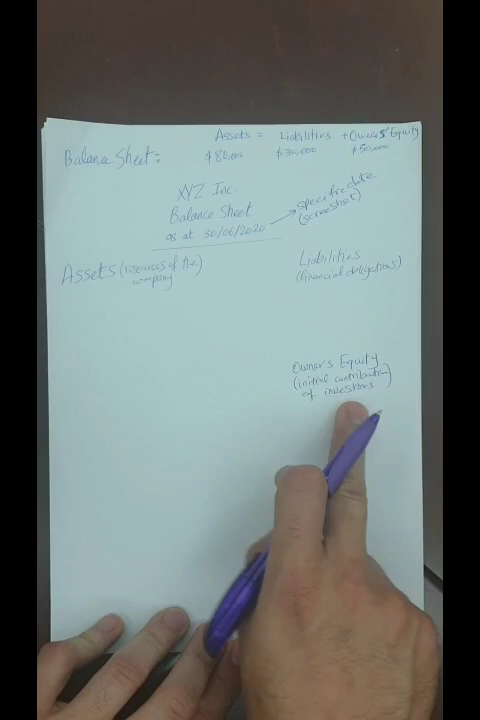 Assets = Liabilities + Owner's Equity
Balance Sheet: $80,000 $30,000 $50,000
XYZ Inc.
Balance Sheet
as at 30/06/2020
specific date
(screenshot)
Assets (resources of the
company)
Liabilities
(financial obligations)
Owner's Equity
(initial contribution
of investors)